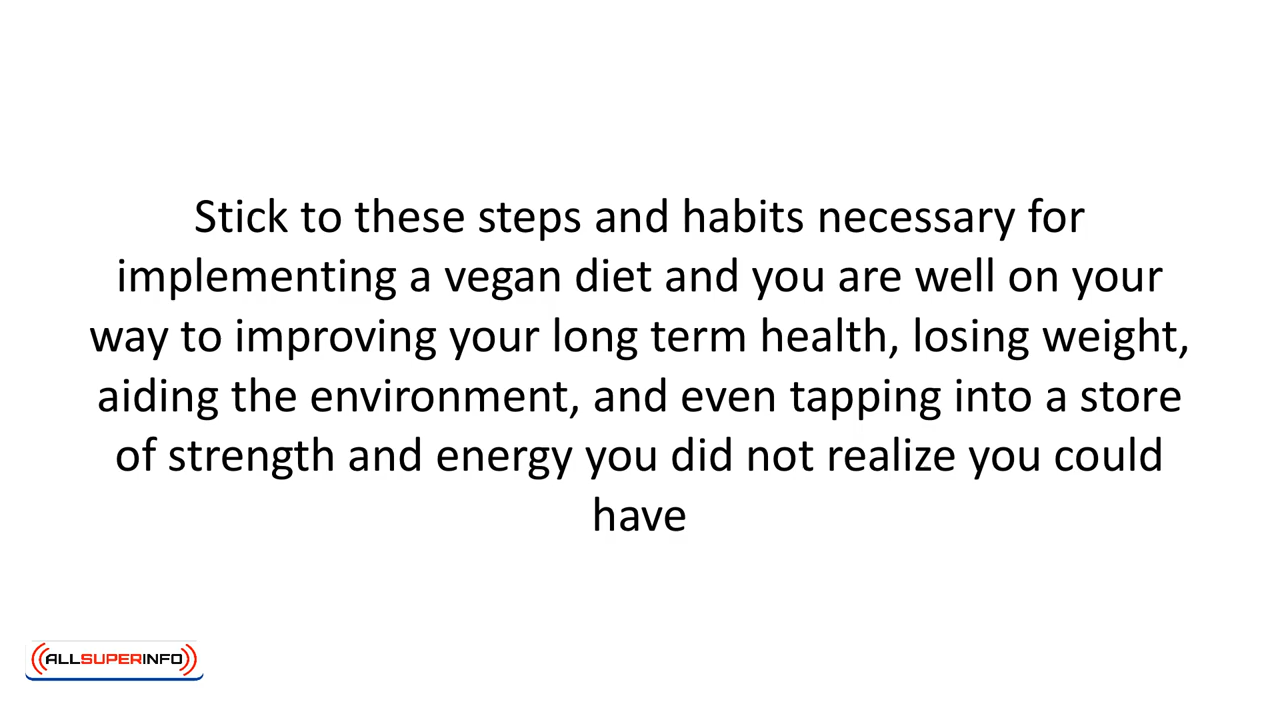 Stick to these steps and habits necessary for
implementing a vegan diet and you are well on your
way to improving your long term health, losing weight,
aiding the environment, and even tapping into a store
of strength and energy you did not realize you could
have
ALLSUPERINFO